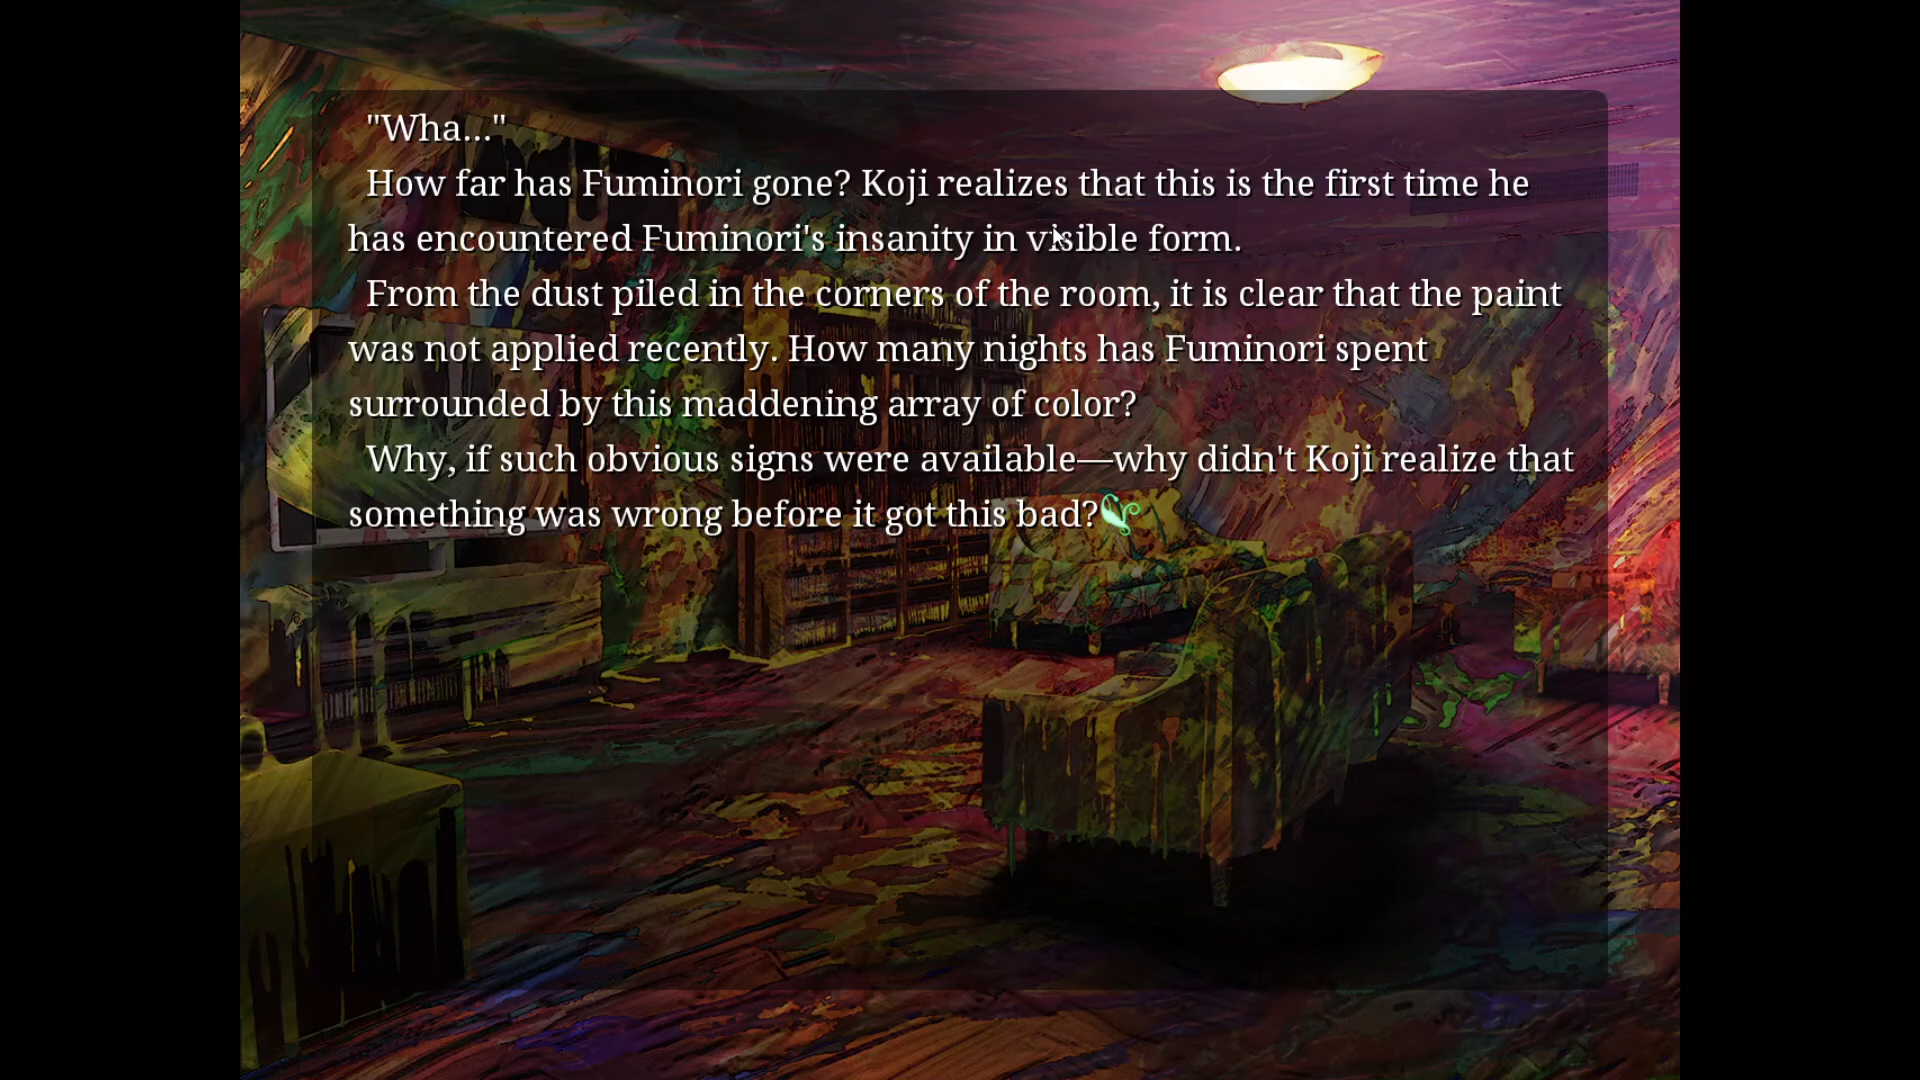 "Wha..."
How far has Fuminori gone? Koji realizes that this is the first time he
has encountered Fuminori's insanity in visible form.
From the dust piled in the corners of the room, it is clear that the paint
was not applied recently. How many nights has Fuminori spent
surrounded by this maddening array of color?
Why, if such obvious signs were available—why didn't Koji realize that
something was wrong before it got this bad?